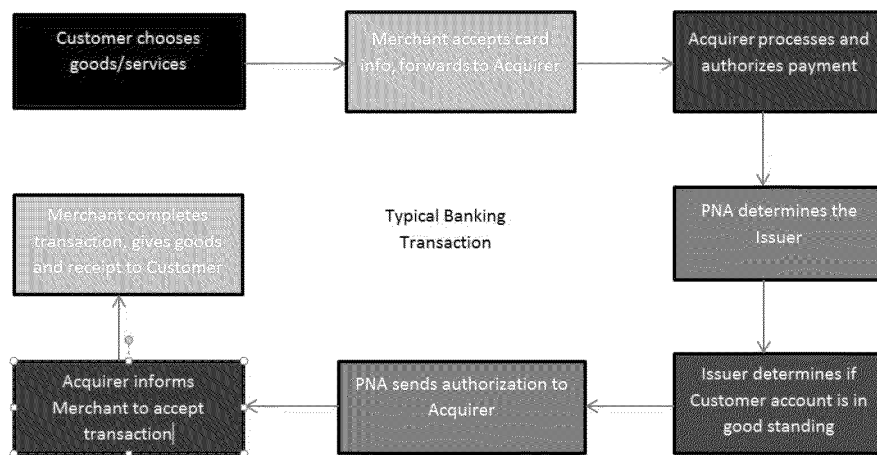 Customer chooses
goods/services
Merchant accepts card
info, forwards to Acquirer
Acquirer processes and
authorizes payment
PNA determines the
Issuer
Issuer determines if
Customer account is in
good standing
PNA sends authorization to
Acquirer
Acquirer informs
Merchant to accept
transaction
Merchant completes
transaction, gives goods
and receipt to Customer
Typical Banking
Transaction